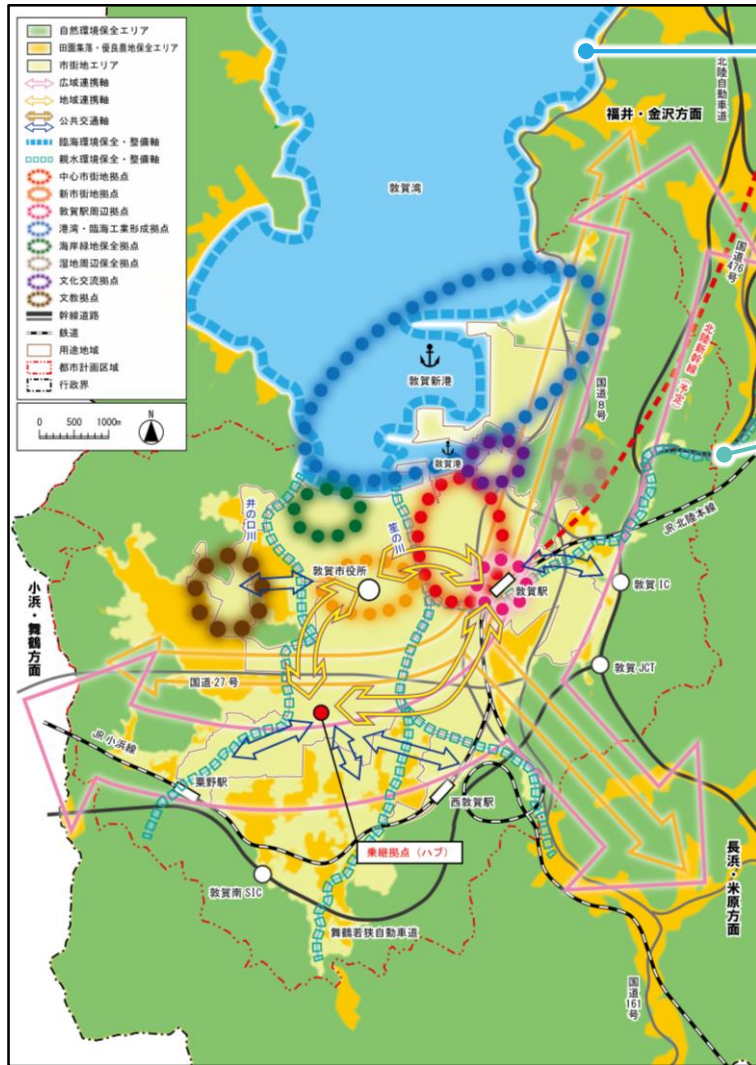 自然環境保全エリア
田園集落・優良農地保全エリア
市街地エリア
広域連携軸
地域連携軸
公共交通軸
臨海環境保全・整備軸
親水環境保全・整備軸
中心市街地拠点
新市街地拠点
敦賀駅周辺拠点
港湾・臨海工業形成拠点
海岸緑地保全拠点
湿地周辺保全拠点
文化交流拠点
文教拠点
幹線道路
鉄道
用途地域
都市計画区域
行政界
0 500 1000m
N
北陸自動車道
福井・金沢方面
敦賀湾
国道476号
北陸新幹線(予定)
国道8号
敦賀新港
敦賀港
井の口川
笙の川
JR北陸本線
敦賀市役所
敦賀駅
敦賀IC
小浜・舞鶴方面
敦賀JCT
国道27号
JR小浜線
粟野駅
西敦賀駅
乗継拠点(ハブ)
敦賀南SIC
長浜・米原方面
舞鶴若狭自動車道
国道161号